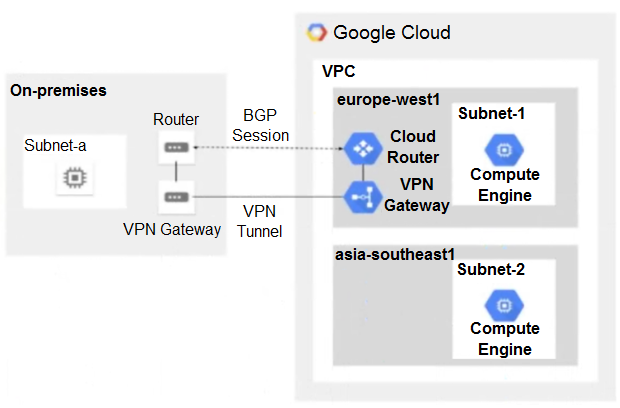 Google Cloud
VPC
On-premises
europe-west1
Subnet-a
Router
BGP
Session
Cloud
Router
Subnet-1
Compute
Engine
VPN Gateway
VPN
Tunnel
VPN
Gateway
asia-southeast1
Subnet-2
Compute
Engine